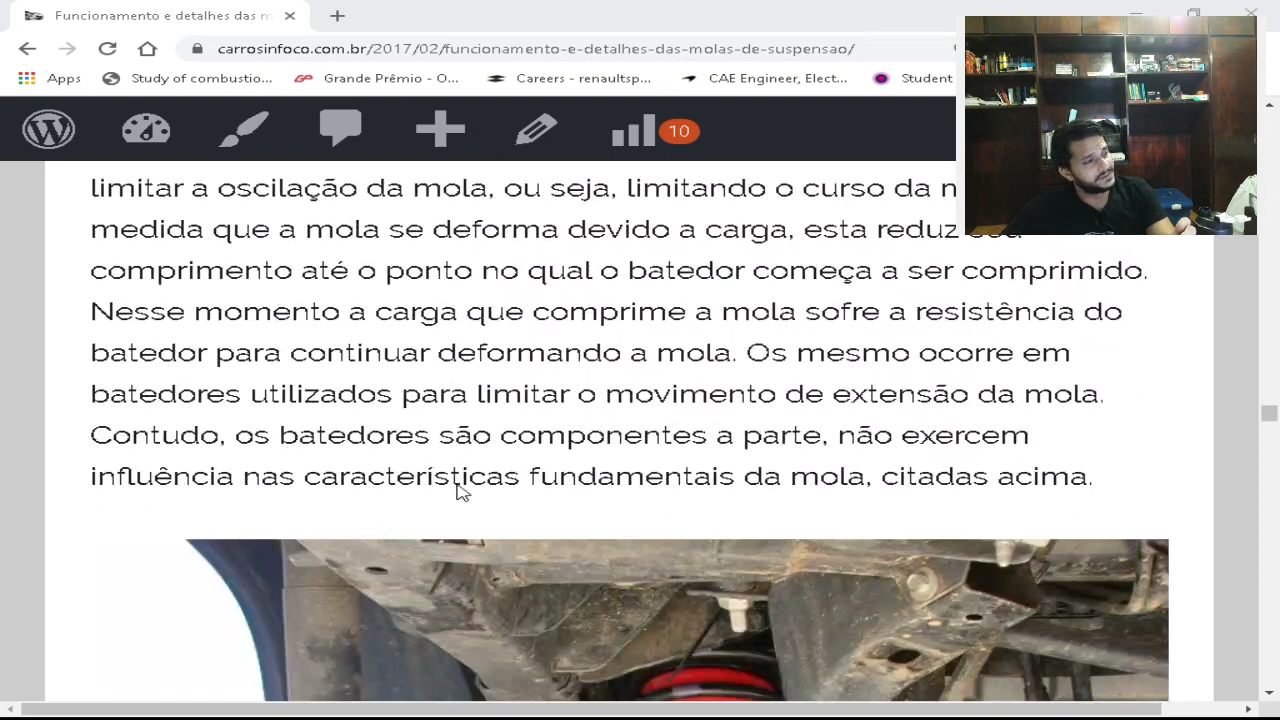 Funcionamento e detalhes das m
carrosinfoco.com.br/2017/02/funcionamento-e-detalhes-das-molas-de-suspensao/
Apps
Study of combustio...
Grande Prêmio - O...
Careers - renaultsp...
CAE Engineer, Elect...
Student
10
limitar a oscilação da mola, ou seja, limitando o curso da
medida que a mola se deforma devido a carga, esta reduz seu
comprimento até o ponto no qual o batedor começa a ser comprimido.
Nesse momento a carga que comprime a mola sofre a resistência do
batedor para continuar deformando a mola. Os mesmo ocorre em
batedores utilizados para limitar o movimento de extensão da mola.
Contudo, os batedores são componentes a parte, não exercem
influência nas características fundamentais da mola, citadas acima.